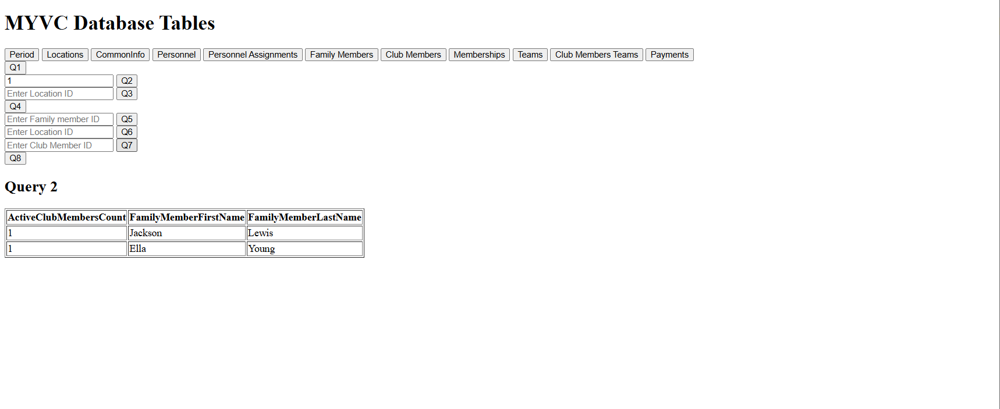 MYVC Database Tables
Period Locations CommonInfo Personnel Personnel Assignments Family Members Club Members Memberships Teams Club Members Teams Payments
Q1
1 Q2
Enter Location ID Q3
Q4
Enter Family member ID Q5
Enter Location ID Q6
Enter Club Member ID Q7
Q8
Query 2
ActiveClubMembersCount FamilyMemberFirstName FamilyMemberLastName
1 Jackson Lewis
1 Ella Young